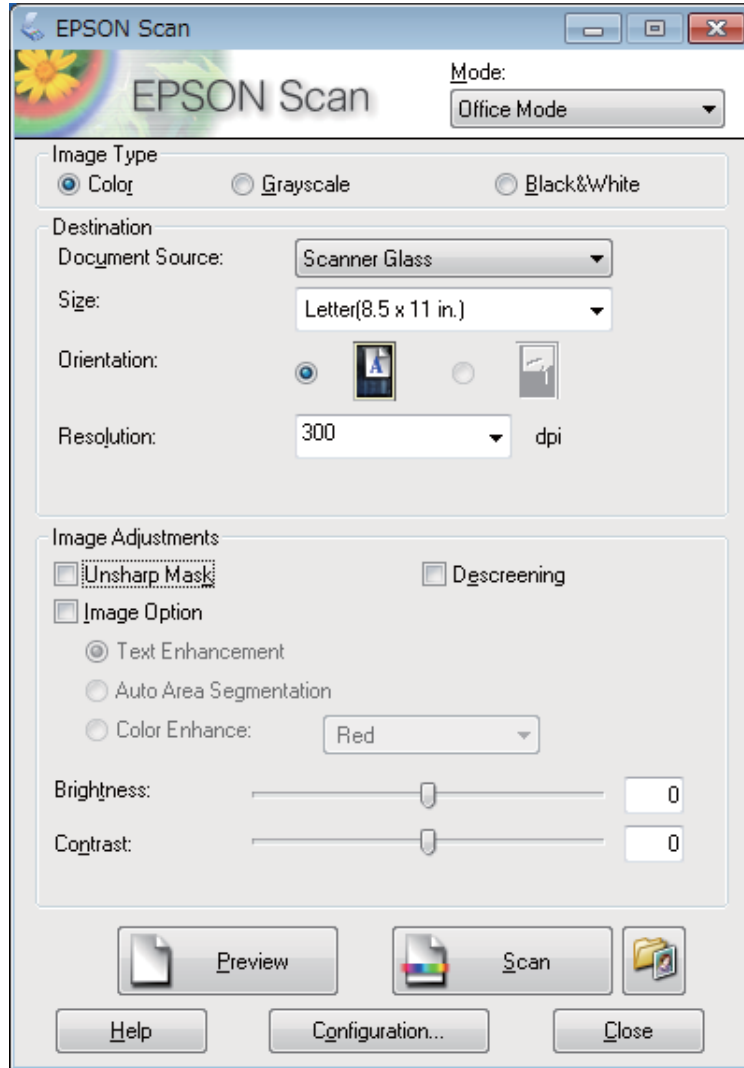 EPSON Scan
EPSON Scan
Mode:
Office Mode
Image Type
Color Grayscale Black&White
Destination
Document Source: Scanner Glass
Size: Letter(8.5 x 11 in.)
Orientation: A
Resolution: 300 dpi
Image Adjustments
Unsharp Mask Descreening
Image Option
Text Enhancement
Auto Area Segmentation
Color Enhance: Red
Brightness: 0
Contrast: 0
Preview Scan
Help Configuration... Close